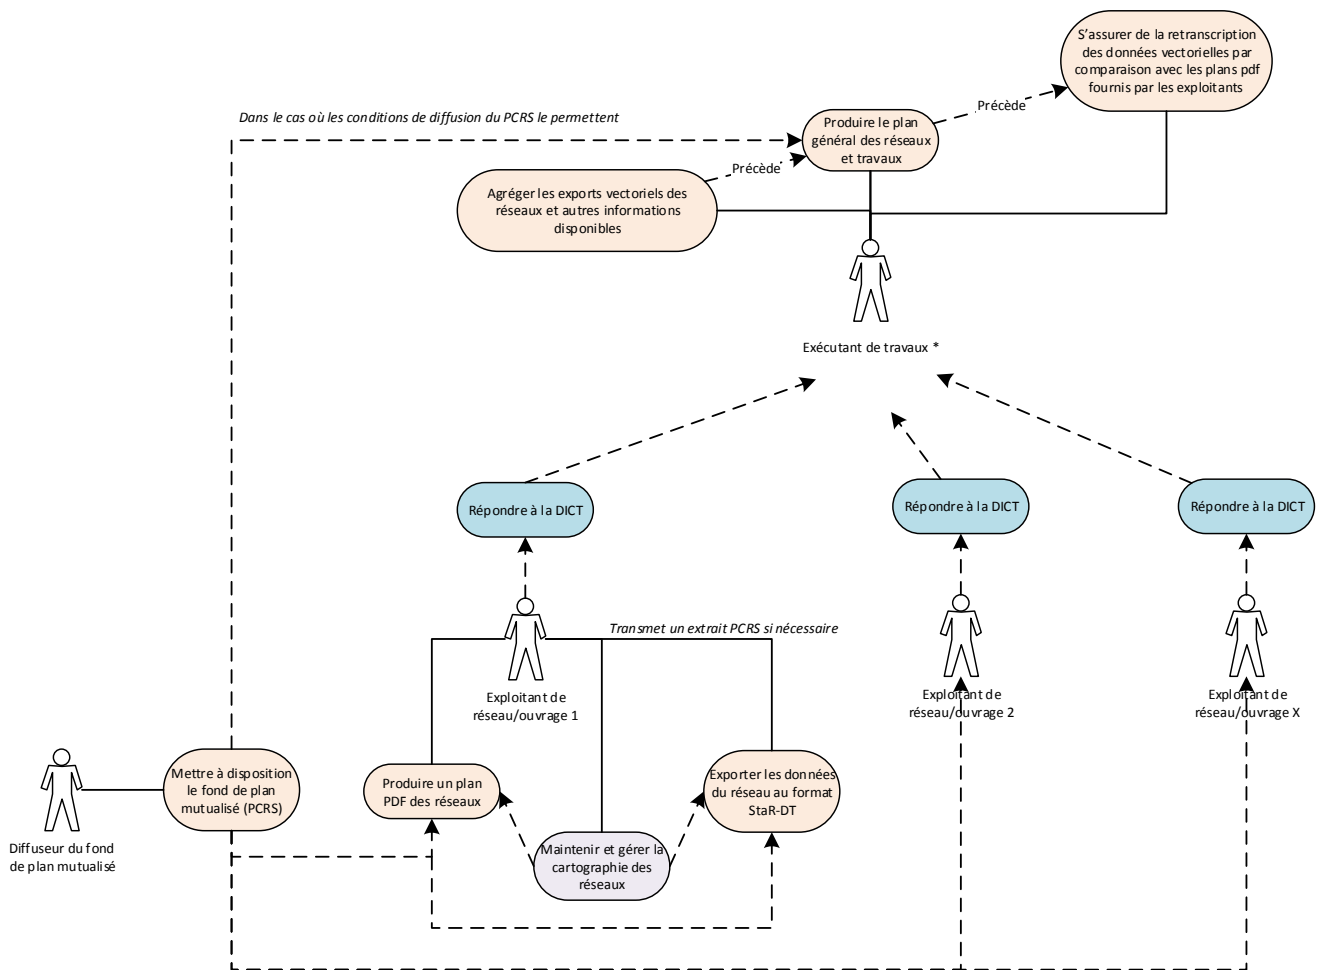 S'assurer de la retranscription
des données vectorielles par
comparaison avec les plans pdf
fournis par les exploitants
Précède
Dans le cas où les conditions de diffusion du PCRS le permettent
Produire le plan
général des réseaux
et travaux
Précède
Agréger les exports vectoriels des
réseaux et autres informations
disponibles
Exécutant de travaux *
Répondre à la DICT
Répondre à la DICT
Répondre à la DICT
Transmet un extrait PCRS si nécessaire
Exploitant de
réseau/ouvrage 1
Exploitant de
réseau/ouvrage 2
Exploitant de
réseau/ouvrage X
Mettre à disposition
le fond de plan
mutualisé (PCRS)
Produire un plan
PDF des réseaux
Exporter les données
du réseau au format
StaR-DT
Maintenir et gérer la
cartographie des
réseaux
Diffuseur du fond
de plan mutualisé